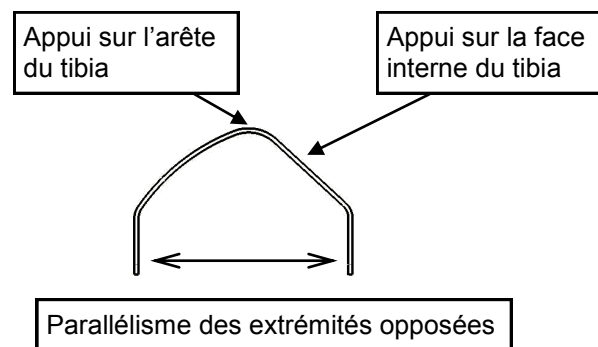 Appui sur l’arête
du tibia
Appui sur la face
interne du tibia
Parallélisme des extrémités opposées